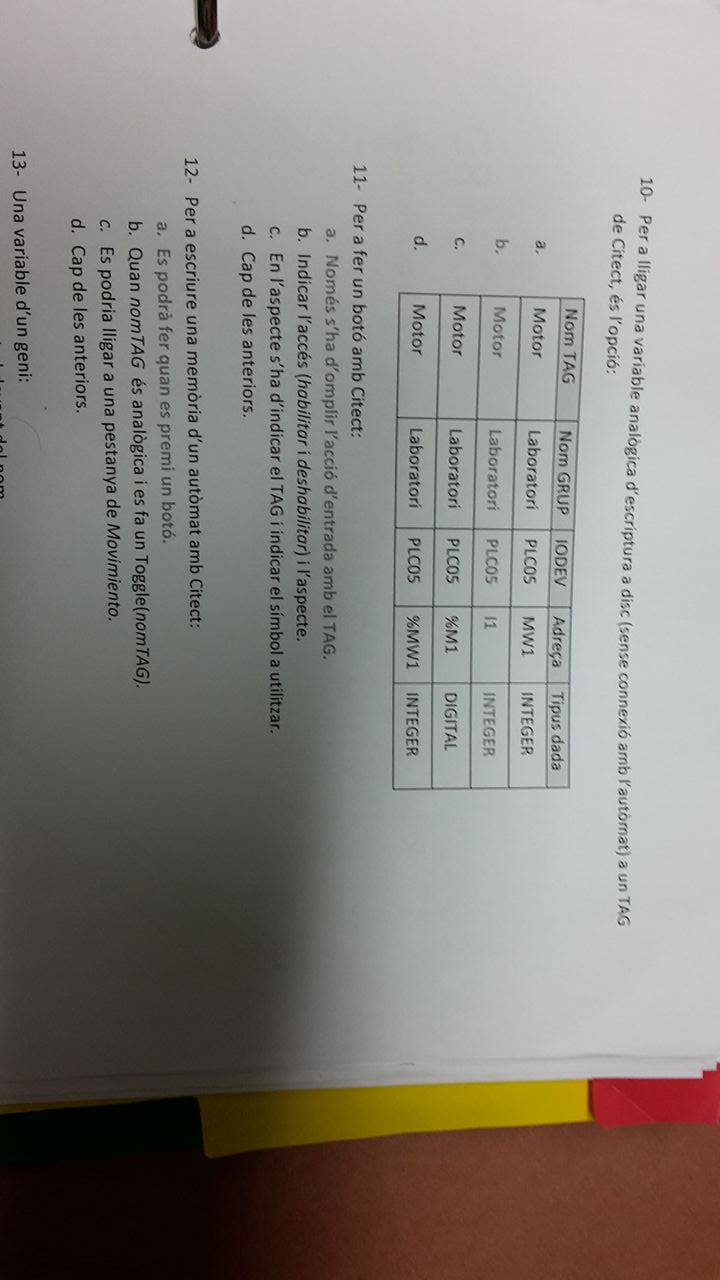 10- Per a lligar una variable analògica d'escriptura a disc (sense connexió amb l'autòmat) a un TAG
de Citect, és l'opció:
Nom TAG Nom GRUP IODEV Adreça Tipus dada
a. Motor Laboratori PLC05 MW1 INTEGER
b. Motor Laboratori PLC05 I1 INTEGER
c. Motor Laboratori PLC05 %M1 DIGITAL
d. Motor Laboratori PLC05 %MW1 INTEGER
11- Per a fer un botó amb Citect:
a. Només s'ha d'omplir l'acció d'entrada amb el TAG.
b. Indicar l'accés (habilitar i deshabilitar) i l'aspecte.
c. En l'aspecte s'ha d'indicar el TAG i indicar el símbol a utilitzar.
d. Cap de les anteriors.
12- Per a escriure una memòria d'un autòmat amb Citect:
a. Es podrà fer quan es premi un botó.
b. Quan nomTAG és analògica i es fa un Toggle(nomTAG).
c. Es podria lligar a una pestanya de Movimiento.
d. Cap de les anteriors.
13- Una variable d'un geni: